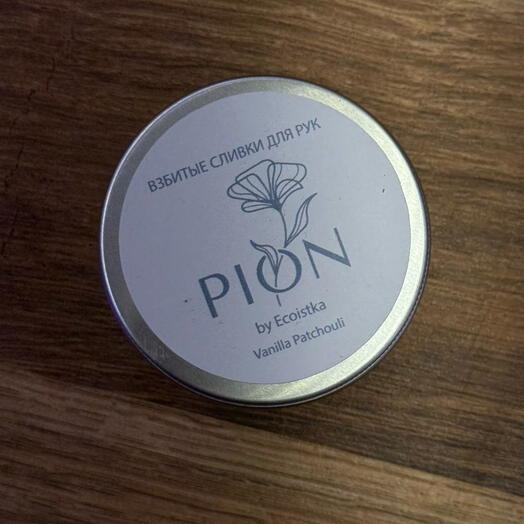 ВЗБИТЫЕ СЛИВКИ ДЛЯ РУК
PION
by Ecoistka
Vanilla Patchouli